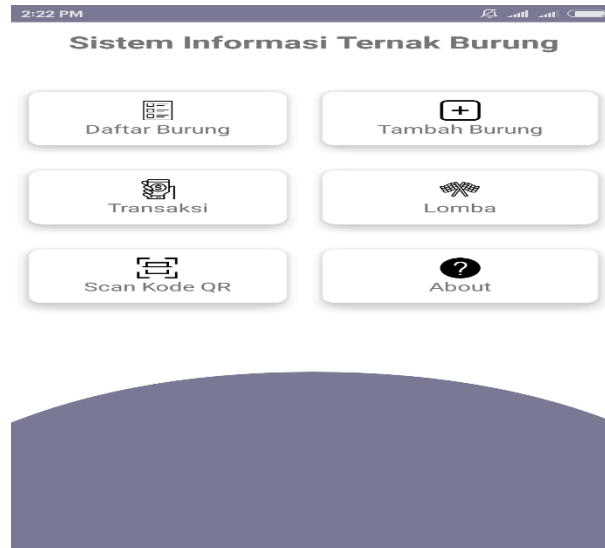 2:22 PM
Sistem Informasi Ternak Burung
Daftar Burung
Tambah Burung
Transaksi
Lomba
Scan Kode QR
About